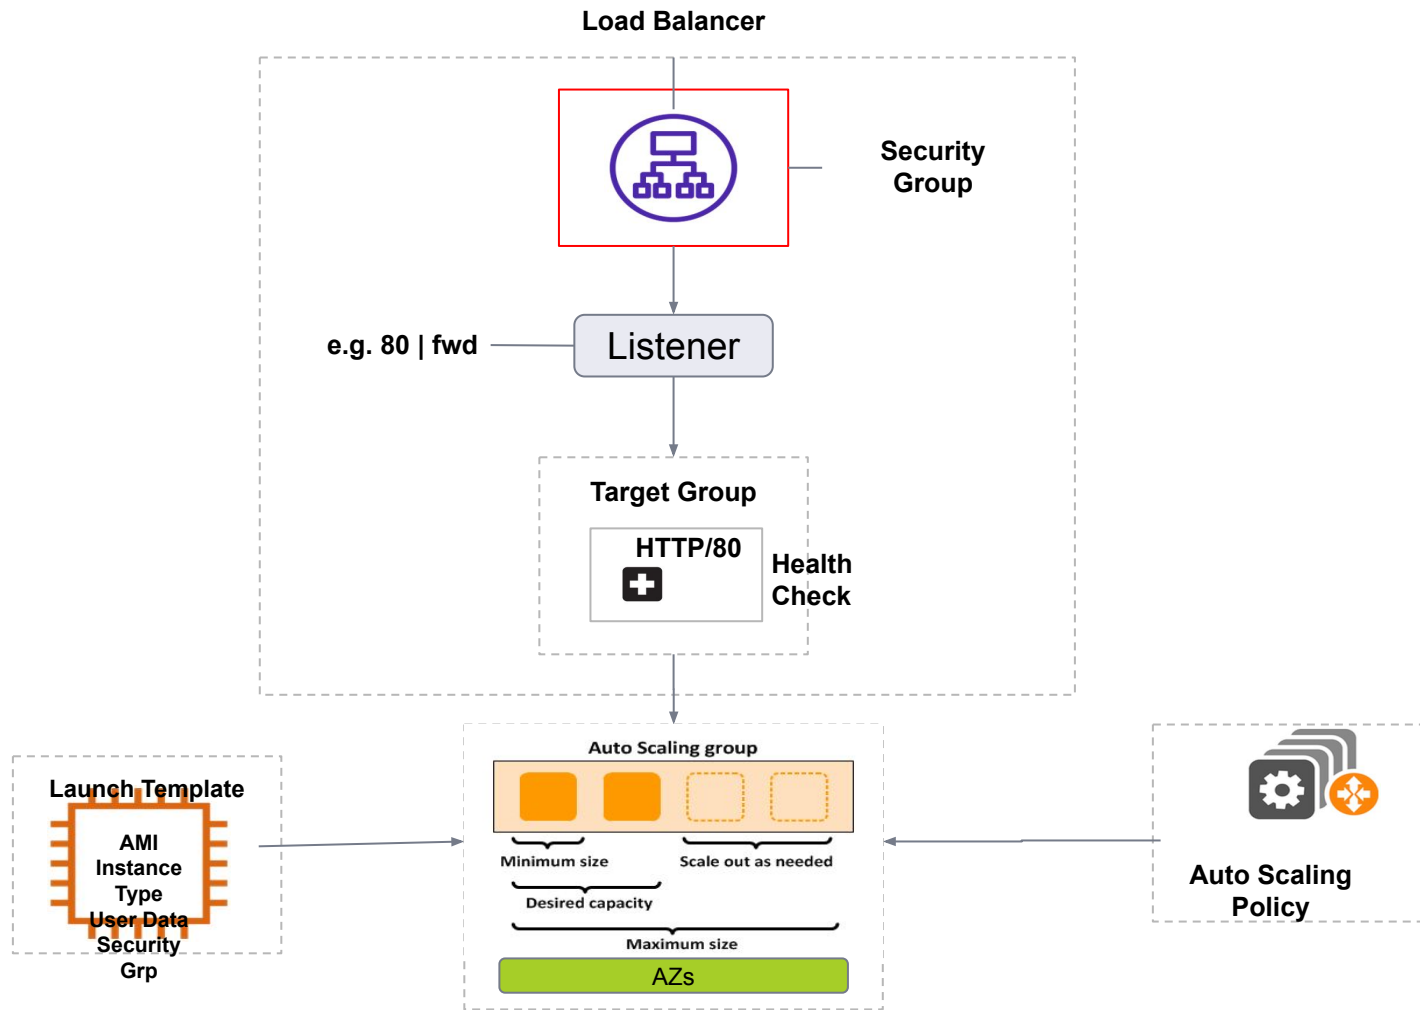 Load Balancer
Security
Group
e.g. 80 | fwd
Listener
Target Group
HTTP/80
Health
Check
Auto Scaling group
Minimum size
Scale out as needed
Desired capacity
Maximum size
AZs
Launch Template
AMI
Instance
Type
User Data
Security
Grp
Auto Scaling
Policy